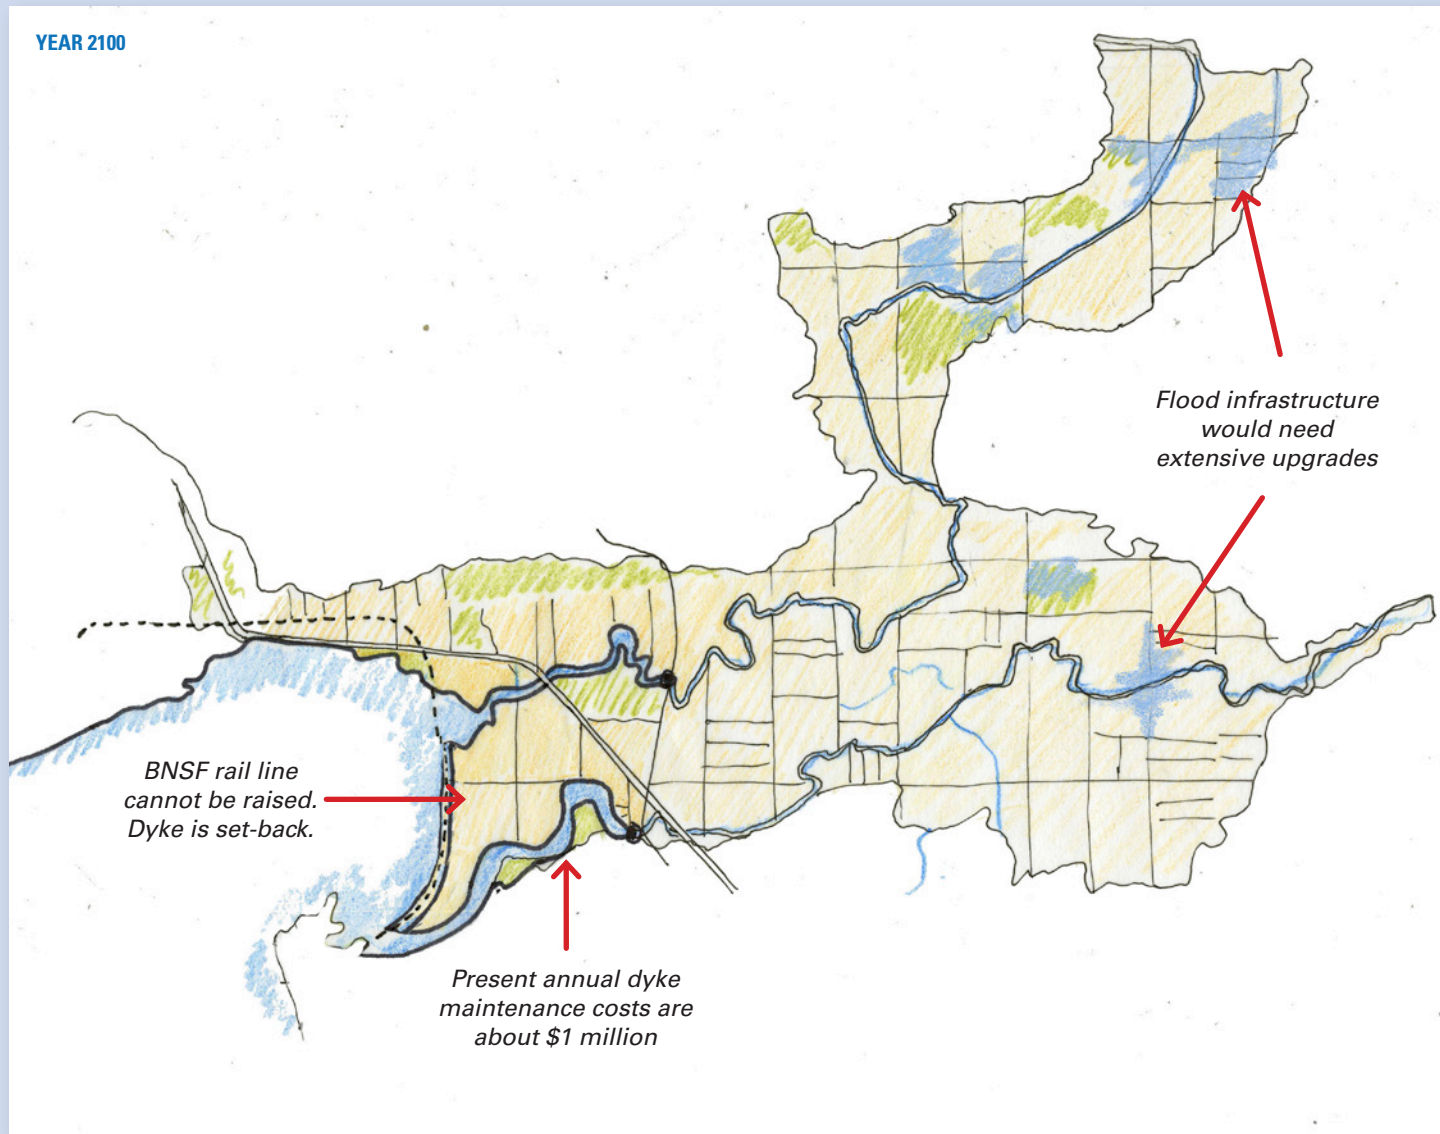 YEAR 2100
Flood infrastructure
would need
extensive upgrades
BNSF rail line
cannot be raised.
Dyke is set-back.
Present annual dyke
maintenance costs are
about $1 million